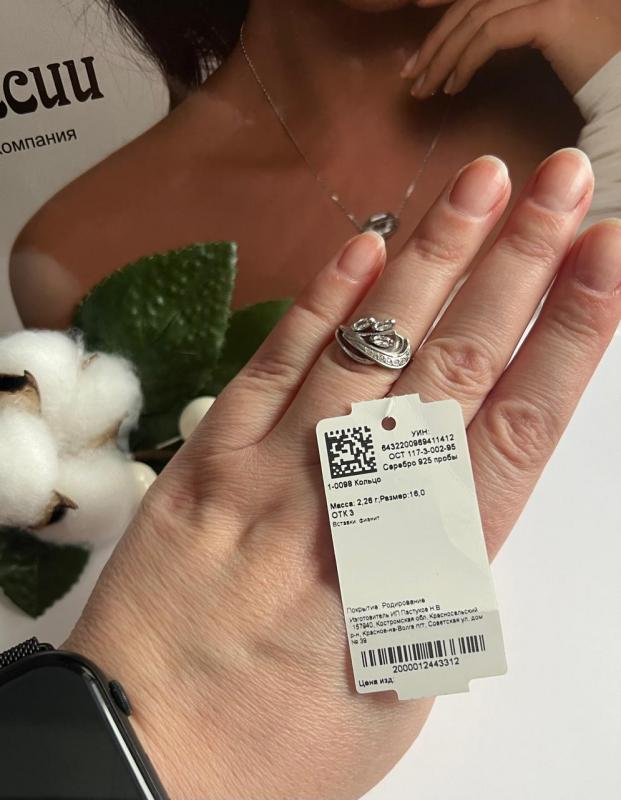 ссии
компания
УИН:
6432200969411412
ОСТ 117-3-002-95
Серебро 925 пробы
1-0098 Кольцо
Масса: 2,26 г,Размер:16,0
ОТК 3
Вставки: фианит
Покрытие: Родирование
Изготовитель ИП Пастухов Н.В.
157940, Костромская обл, Красносельский
р-н, Красное-на-Волге пгт, Советская ул, дом
№ 39
2000012443312
Цена изд: